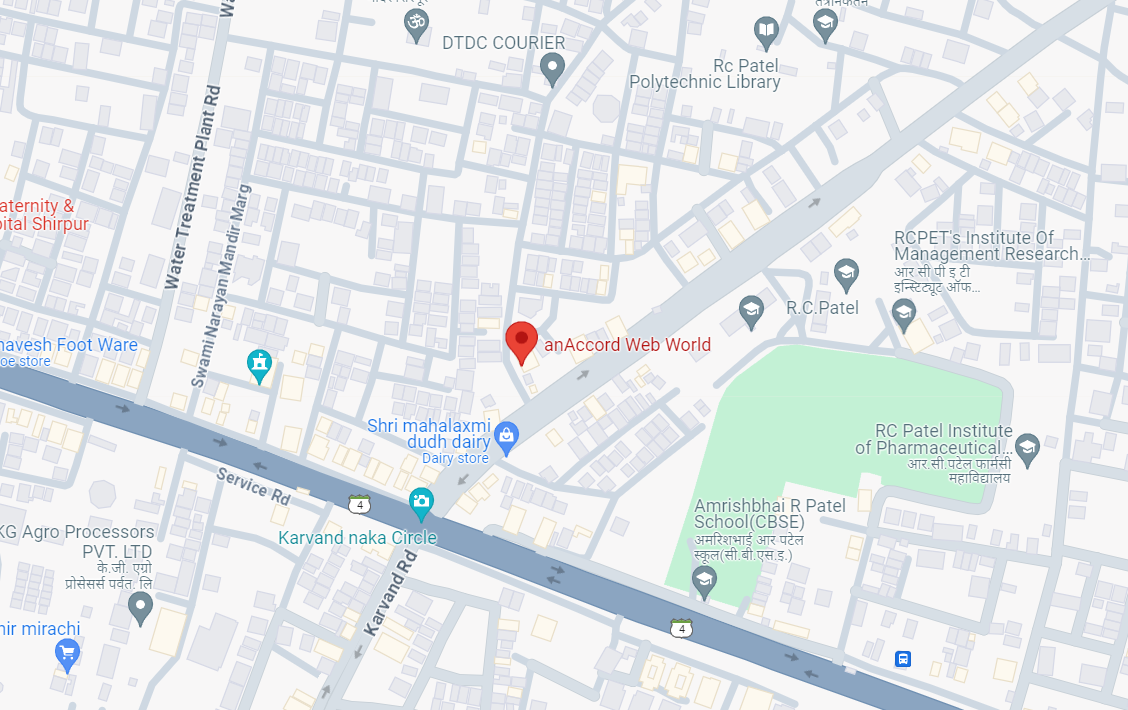 DTDC COURIER
Rc Patel
Polytechnic Library
Water Treatment Plant Rd
Swami Narayan Mandir Marg
aternity &
pital Shirpur
RCPET's Institute Of
Management Research...
आर सी पी इ टी
इन्स्टिट्यूट ऑफ...
R.C.Patel
anAccord Web World
navesh Foot Ware
oe store
Shri mahalaxmi
dudh dairy
Dairy store
RC Patel Institute
of Pharmaceutical...
आर.सी.पटेल फार्मसी
महाविद्यालय
Service Rd
4
Amrishbhai R Patel
School(CBSE)
अमरिशभाई आर पटेल
स्कूल(सी.बी.एस.इ.)
Karvand naka Circle
KG Agro Processors
PVT. LTD
के.जी. एग्रो
प्रोसेसर्स पर्वत. लि
Karvand Rd
4
mir mirachi